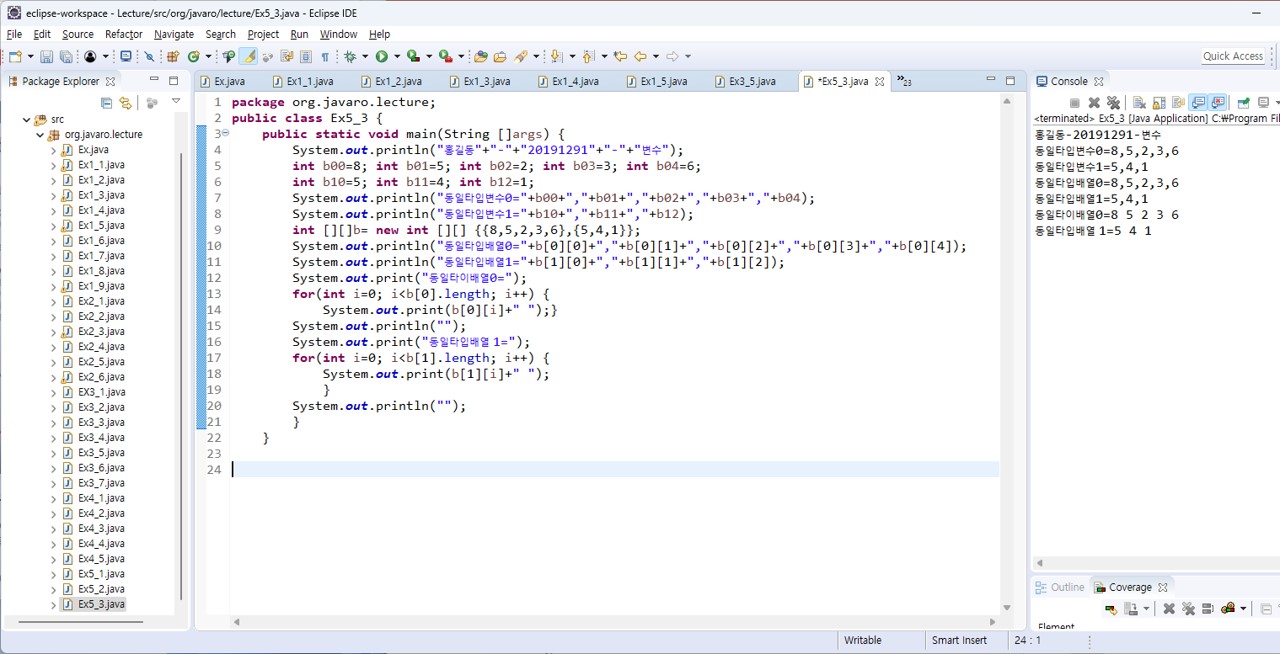 eclipse-workspace - Lecture/src/org/javaro/lecture/Ex5_3.java - Eclipse IDE
File Edit Source Refactor Navigate Search Project Run Window Help
Quick Access
Package Explorer
src
org.javaro.lecture
Ex.java
Ex1_1.java
Ex1_2.java
Ex1_3.java
Ex1_4.java
Ex1_5.java
Ex1_6.java
Ex1_7.java
Ex1_8.java
Ex1_9.java
Ex2_1.java
Ex2_2.java
Ex2_3.java
Ex2_4.java
Ex2_5.java
Ex2_6.java
EX3_1.java
Ex3_2.java
Ex3_3.java
Ex3_4.java
Ex3_5.java
Ex3_6.java
Ex3_7.java
Ex4_1.java
Ex4_2.java
Ex4_3.java
Ex4_4.java
Ex4_5.java
Ex5_1.java
Ex5_2.java
Ex5_3.java
Ex.java Ex1_1.java Ex1_2.java Ex1_3.java Ex1_4.java Ex1_5.java Ex3_5.java *Ex5_3.java »23
1 package org.javaro.lecture;
2 public class Ex5_3 {
3 public static void main(String []args) {
4 System.out.println("홍길동"+"-"+"20191291"+"-"+"변수");
5 int b00=8; int b01=5; int b02=2; int b03=3; int b04=6;
6 int b10=5; int b11=4; int b12=1;
7 System.out.println("동일타입변수0="+b00+","+b01+","+b02+","+b03+","+b04);
8 System.out.println("동일타입변수1="+b10+","+b11+","+b12);
9 int [][]b= new int [][] {{8,5,2,3,6},{5,4,1}};
10 System.out.println("동일타입배열0="+b[0][0]+","+b[0][1]+","+b[0][2]+","+b[0][3]+","+b[0][4]);
11 System.out.println("동일타입배열1="+b[1][0]+","+b[1][1]+","+b[1][2]);
12 System.out.print("동일타이배열0=");
13 for(int i=0; i<b[0].length; i++) {
14 System.out.print(b[0][i]+" ");}
15 System.out.println("");
16 System.out.print("동일타입배열 1=");
17 for(int i=0; i<b[1].length; i++) {
18 System.out.print(b[1][i]+" ");
19 }
20 System.out.println("");
21 }
22 }
23
24
Console
<terminated> Ex5_3 [Java Application] C:₩Program Fil
홍길동-20191291-변수
동일타입변수0=8,5,2,3,6
동일타입변수1=5,4,1
동일타입배열0=8,5,2,3,6
동일타입배열1=5,4,1
동일타이배열0=8 5 2 3 6
동일타입배열 1=5 4 1
Outline Coverage
Element
Writable Smart Insert 24 : 1